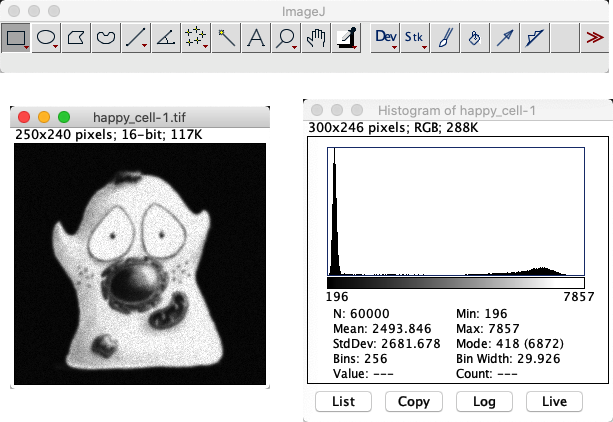 ImageJ
A Dev Stk ≫
happy_cell-1.tif
250x240 pixels; 16-bit; 117K
Histogram of happy_cell-1
300x246 pixels; RGB; 288K
196 7857
N: 60000 Min: 196
Mean: 2493.846 Max: 7857
StdDev: 2681.678 Mode: 418 (6872)
Bins: 256 Bin Width: 29.926
Value: --- Count: ---
List Copy Log Live